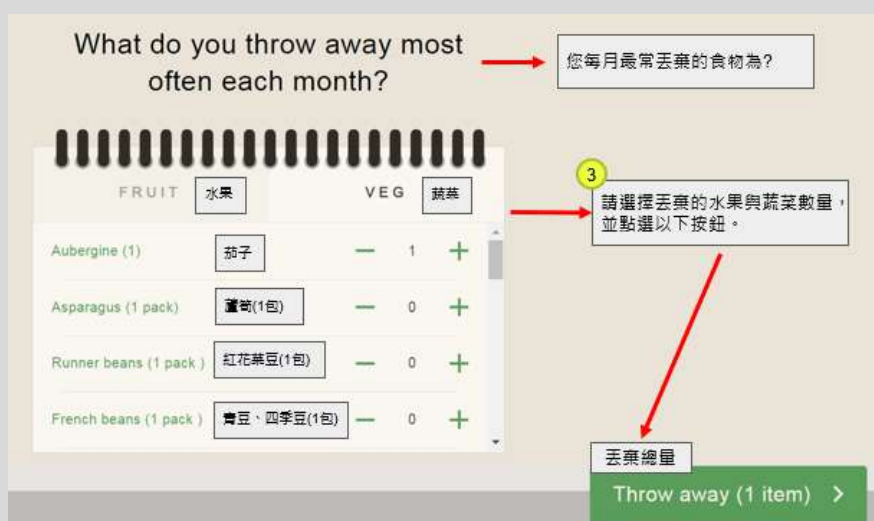 What do you throw away most
often each month?
您每月最常丟棄的食物為?
FRUIT 水果 VEG 蔬菜
3
請選擇丟棄的水果與蔬菜數量，
並點選以下按鈕。
Aubergine (1) 茄子 — 1 +
Asparagus (1 pack) 蘆筍(1包) — 0 +
Runner beans (1 pack ) 紅花菜豆(1包) — 0 +
French beans (1 pack ) 青豆、四季豆(1包) — 0 +
丟棄總量
Throw away (1 item) >